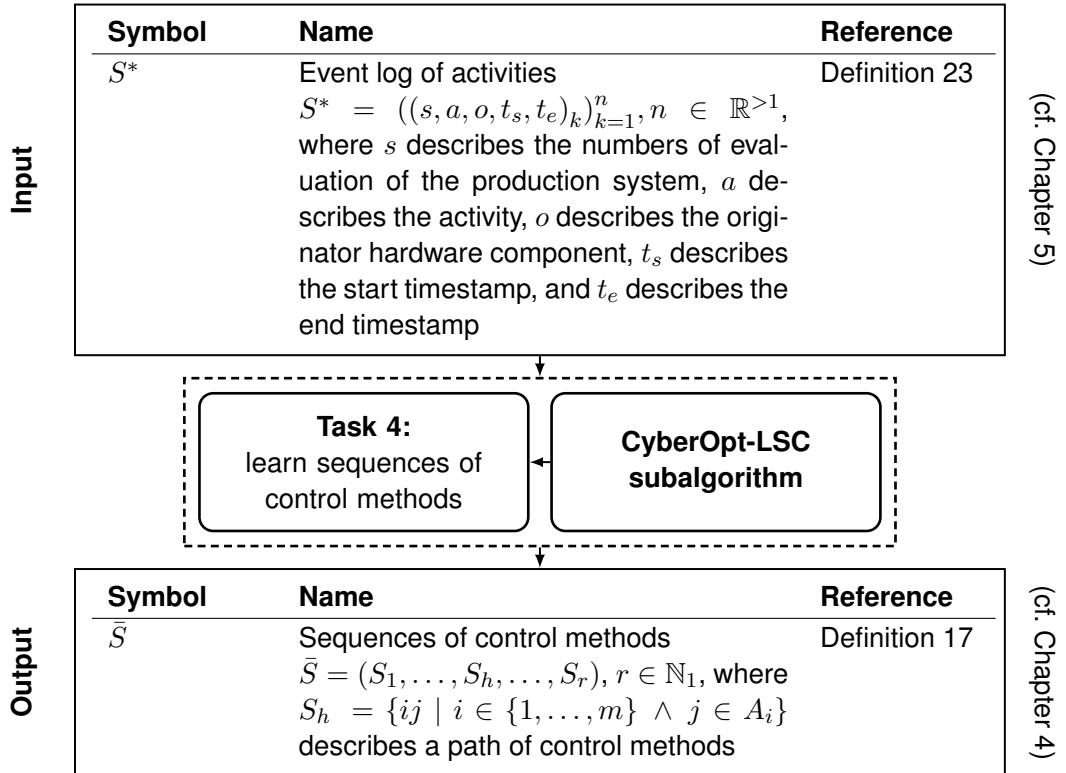 Input
Symbol Name Reference
S* Event log of activities Definition 23
S* = ((s, a, o, t_s, t_e)_k)_{k=1}^n, n ∈ ℝ^{>1},
where s describes the numbers of eval-
uation of the production system, a de-
scribes the activity, o describes the origi-
nator hardware component, t_s describes
the start timestamp, and t_e describes the
end timestamp
(cf. Chapter 5)
Task 4:
learn sequences of
control methods
CyberOpt-LSC
subalgorithm
Output
Symbol Name Reference
S̄ Sequences of control methods Definition 17
S̄ = (S_1, …, S_h, …, S_r), r ∈ ℕ_1, where
S_h = {ij | i ∈ {1, …, m} ∧ j ∈ A_i}
describes a path of control methods
(cf. Chapter 4)